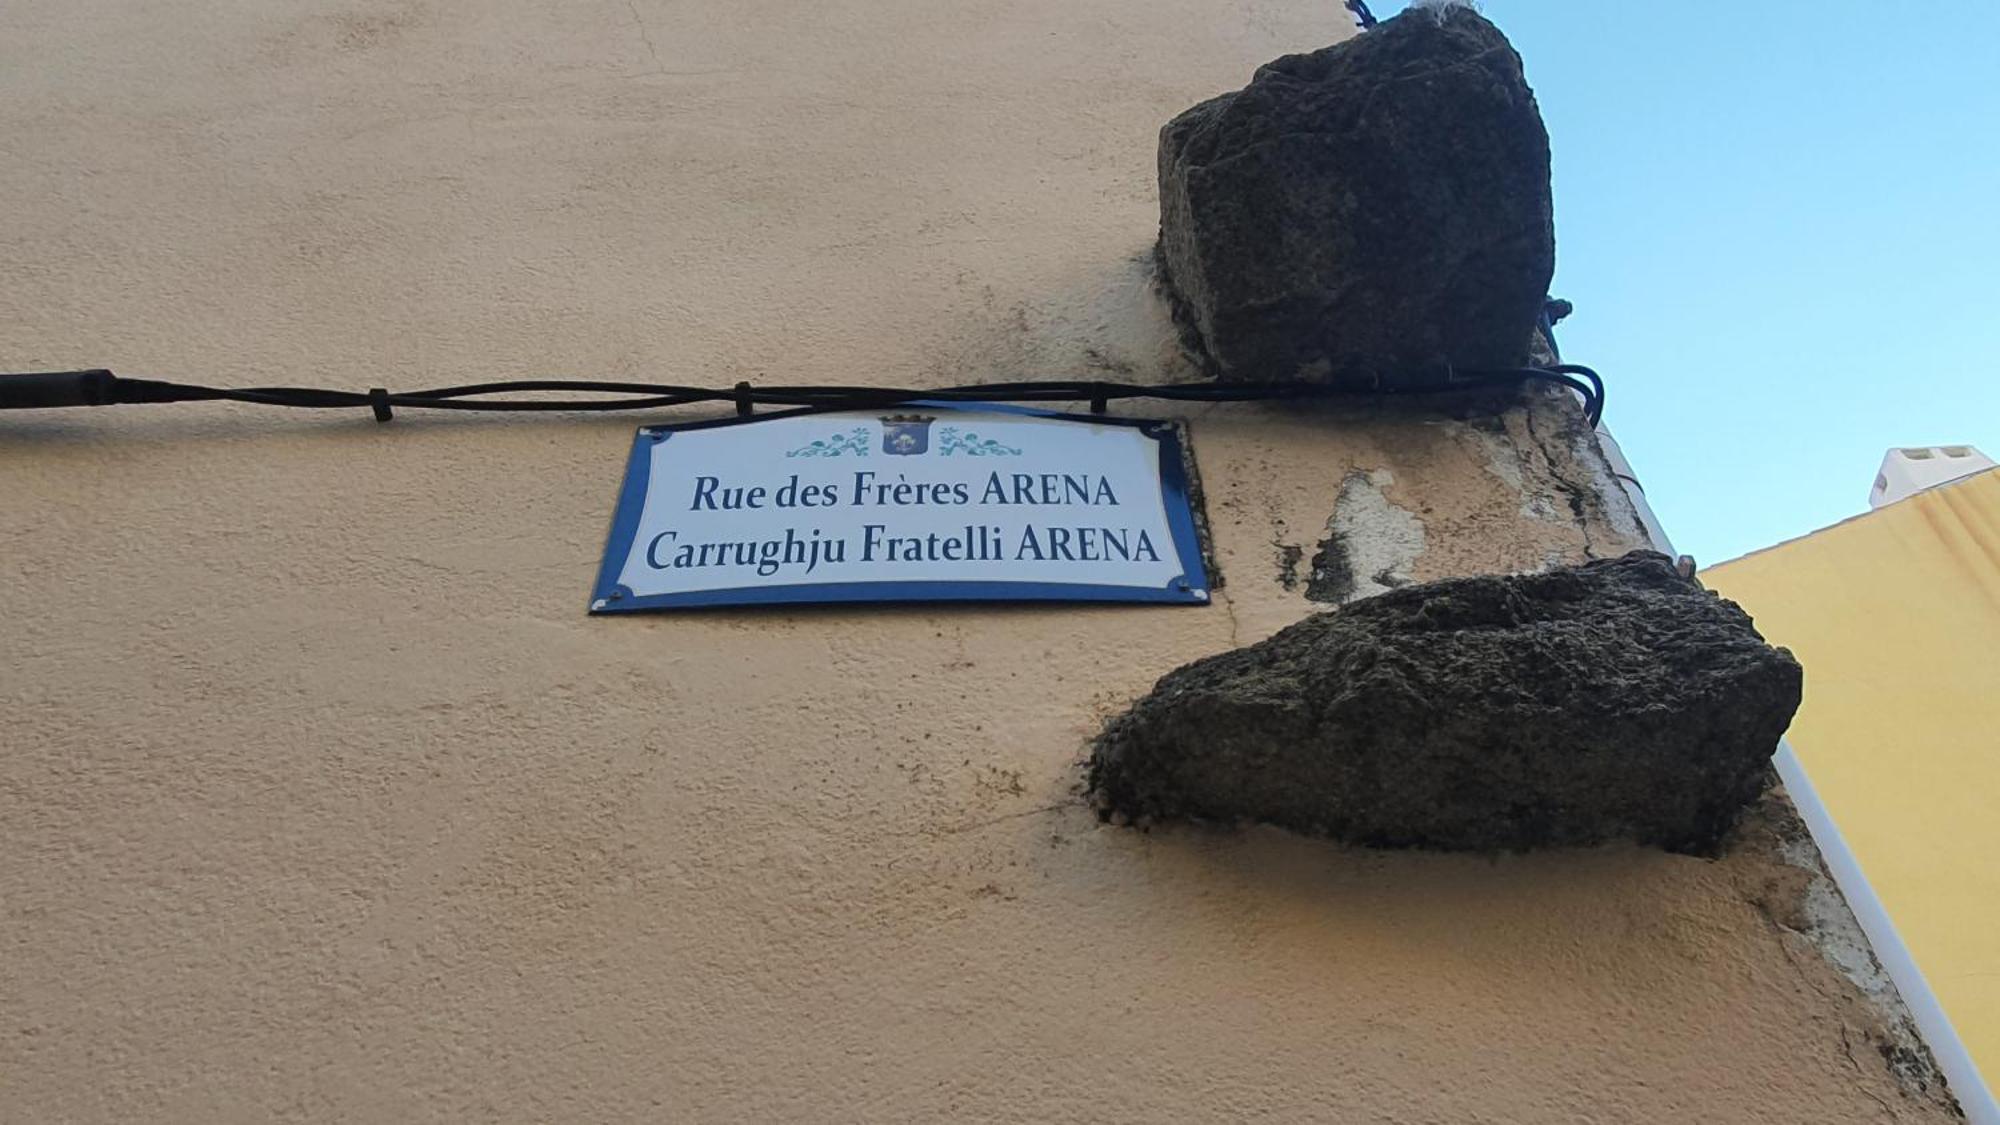 Rue des Frères ARENA
Carrughju Fratelli ARENA